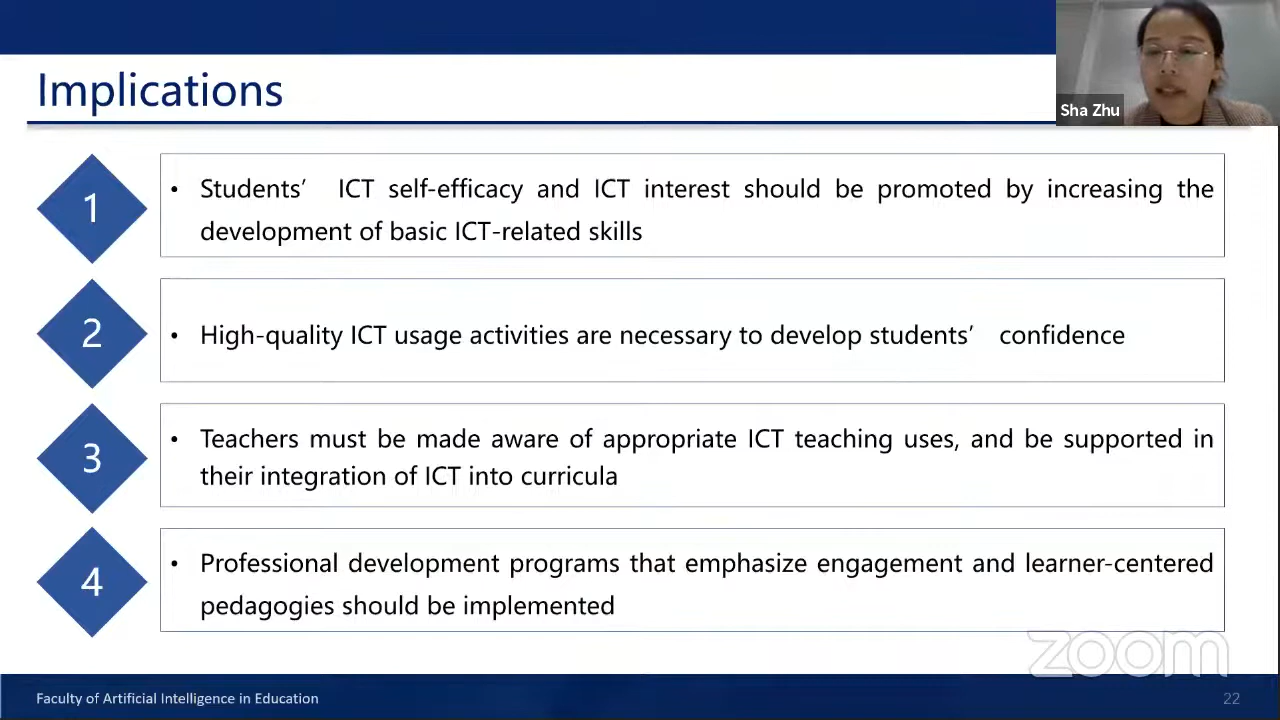 Implications
Sha Zhu
1
• Students’ ICT self-efficacy and ICT interest should be promoted by increasing the
development of basic ICT-related skills
2
• High-quality ICT usage activities are necessary to develop students’ confidence
3
• Teachers must be made aware of appropriate ICT teaching uses, and be supported in
their integration of ICT into curricula
4
• Professional development programs that emphasize engagement and learner-centered
pedagogies should be implemented
zoom
Faculty of Artificial Intelligence in Education
22